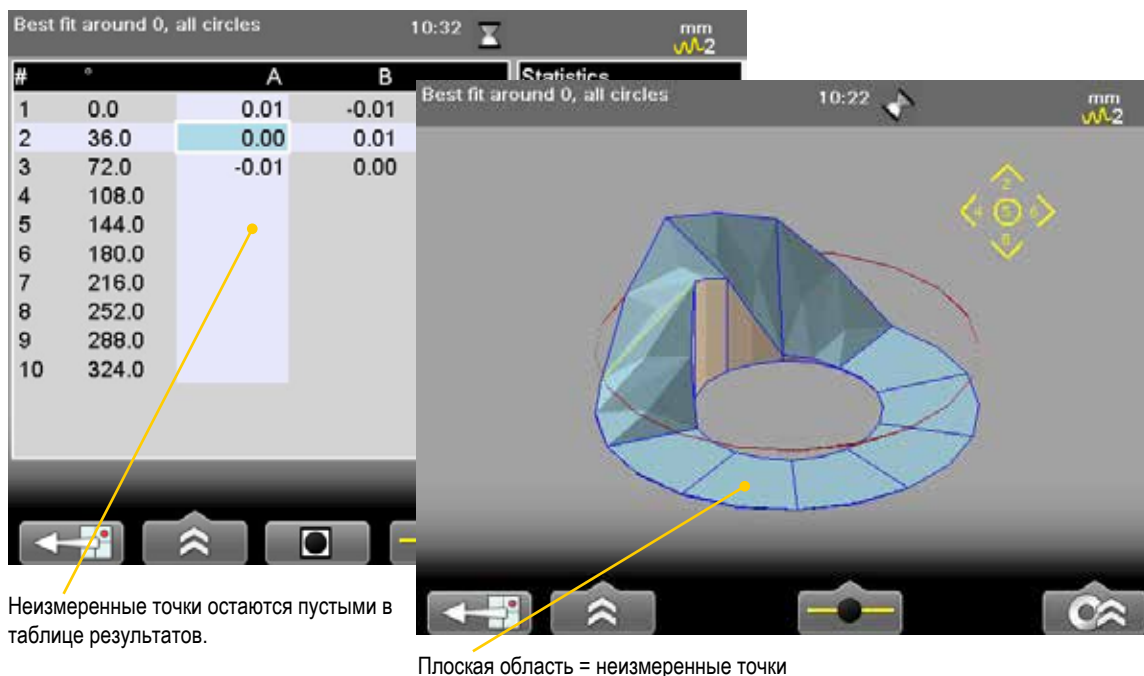 Best fit around 0, all circles 10:32 mm
2
# ° A B Statistics
1 0.0 0.01 -0.01
2 36.0 0.00 0.01
3 72.0 -0.01 0.00
4 108.0
5 144.0
6 180.0
7 216.0
8 252.0
9 288.0
10 324.0
Best fit around 0, all circles 10:22 mm
2
2
4 5 6
8
Неизмеренные точки остаются пустыми в
таблице результатов.
Плоская область = неизмеренные точки